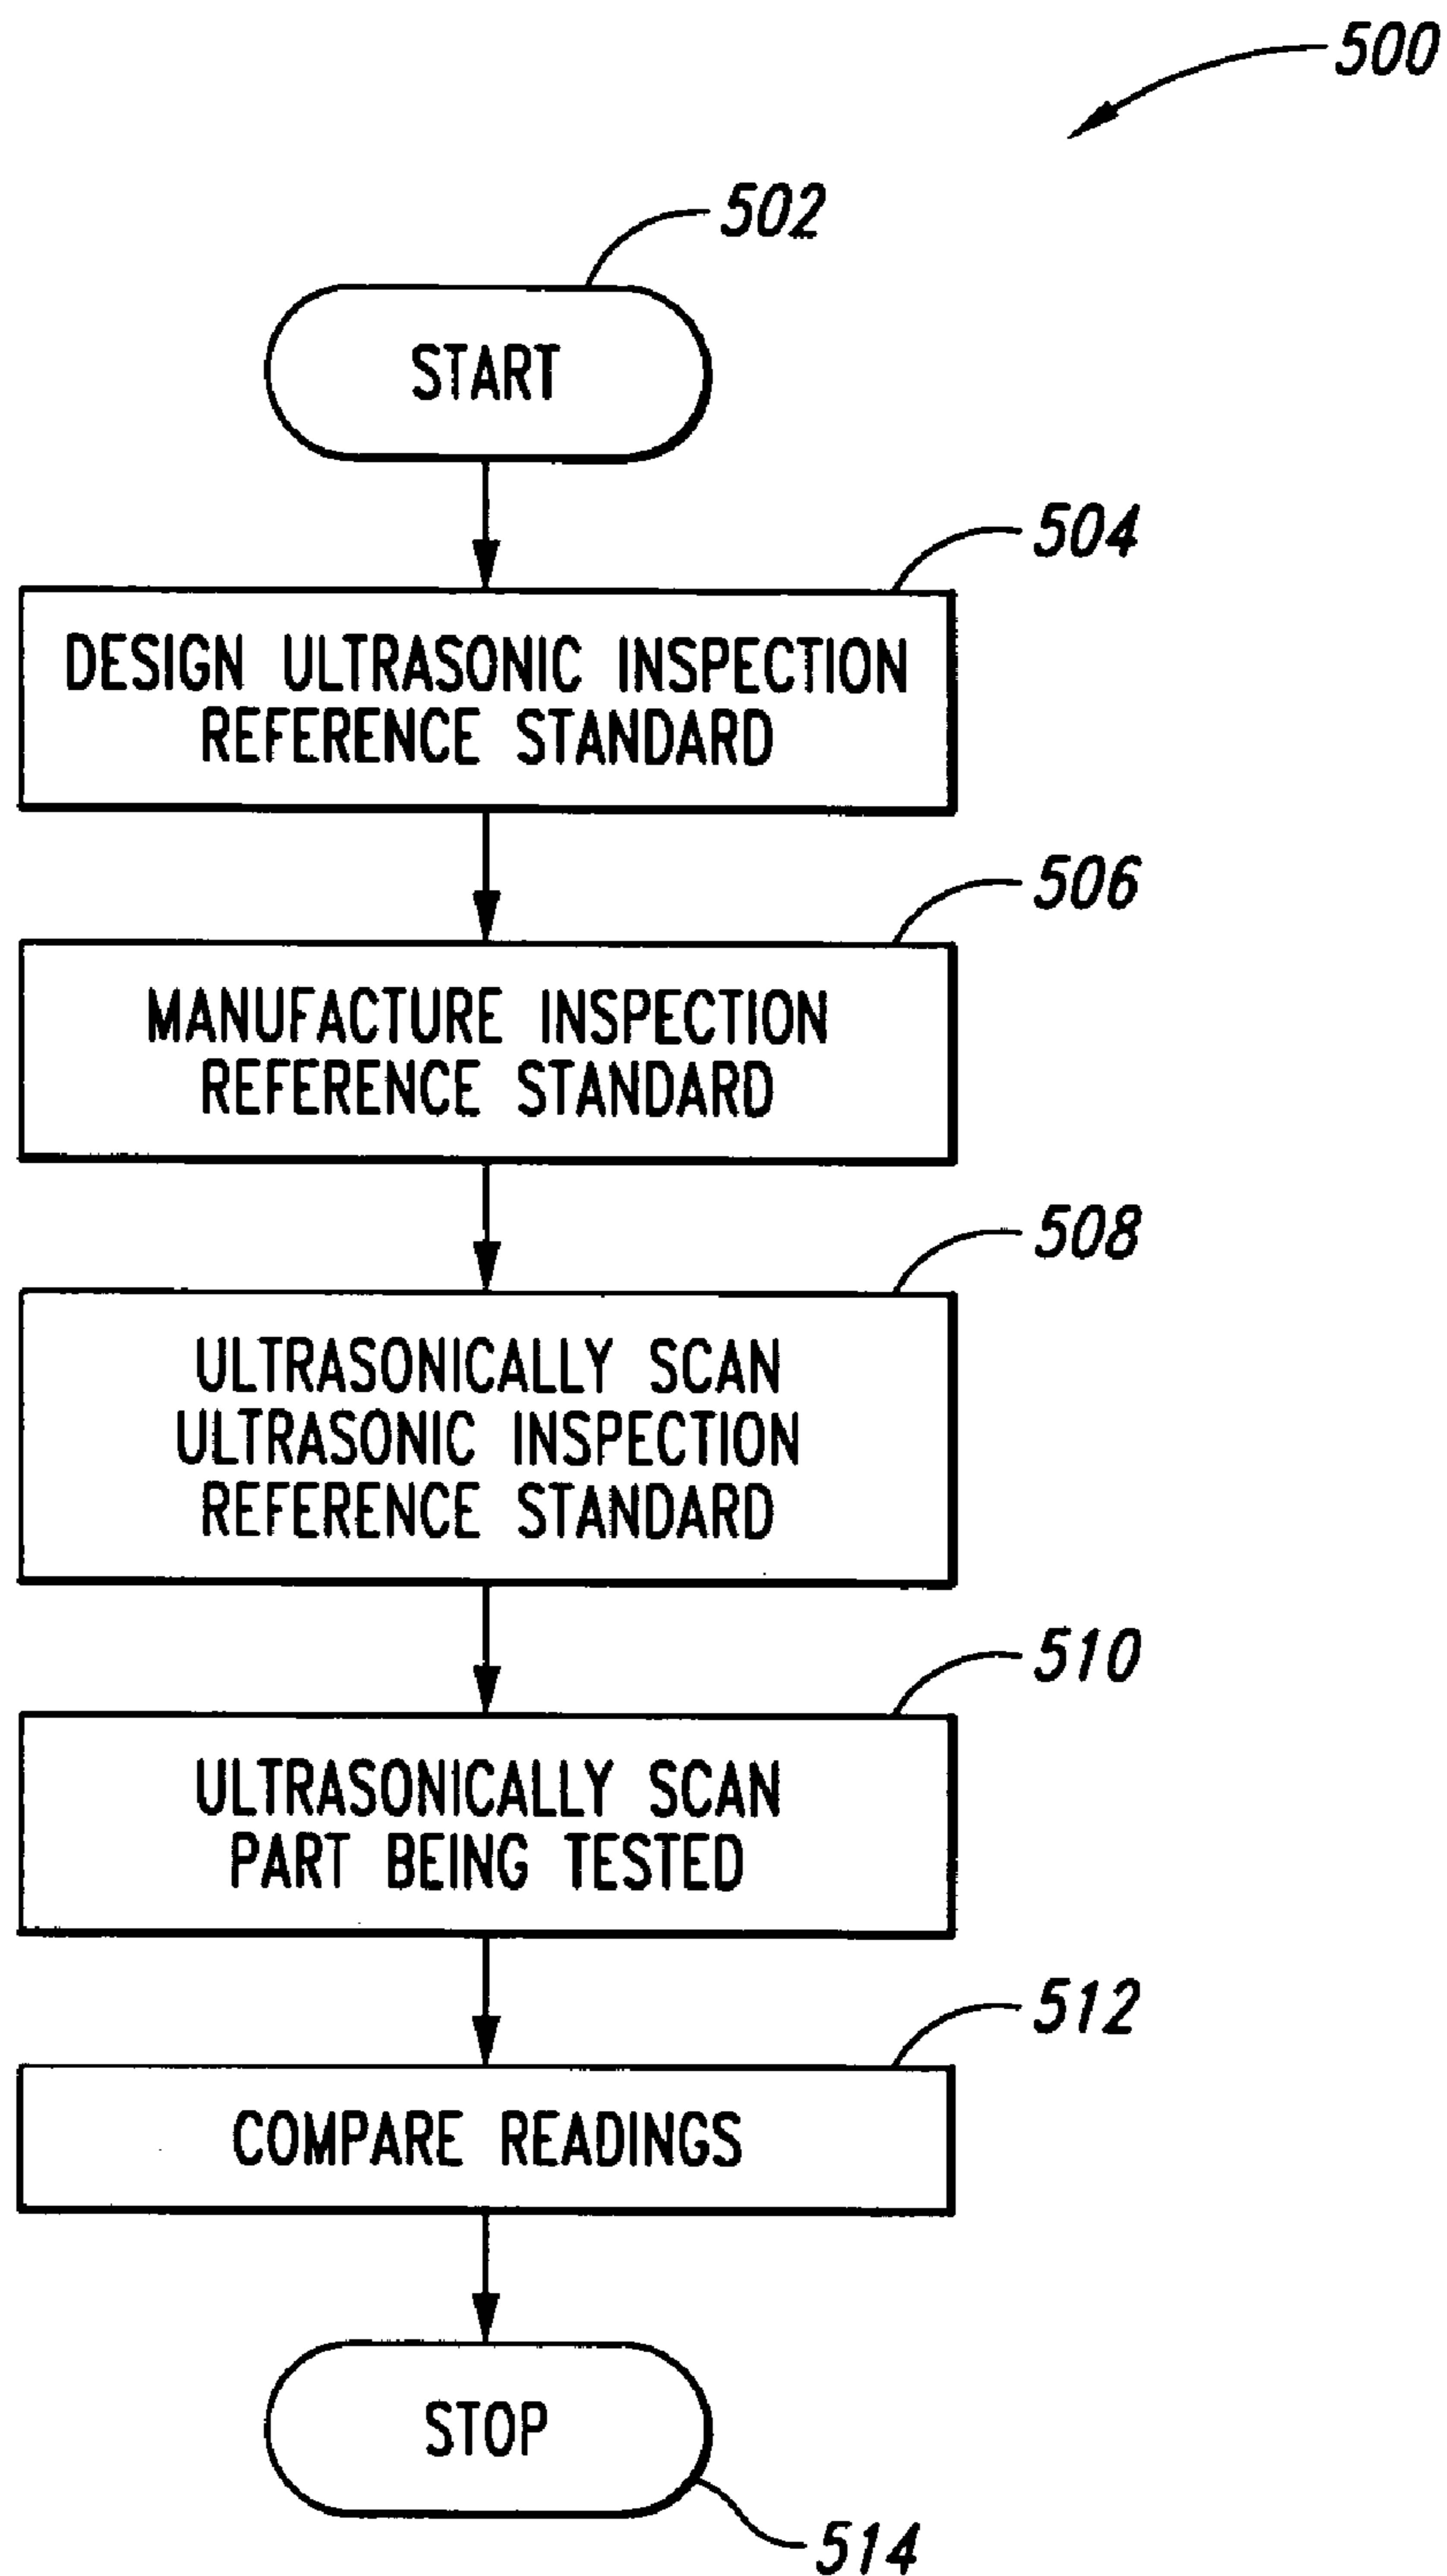 500
502
START
504
DESIGN ULTRASONIC INSPECTION
REFERENCE STANDARD
506
MANUFACTURE INSPECTION
REFERENCE STANDARD
508
ULTRASONICALLY SCAN
ULTRASONIC INSPECTION
REFERENCE STANDARD
510
ULTRASONICALLY SCAN
PART BEING TESTED
512
COMPARE READINGS
STOP
514